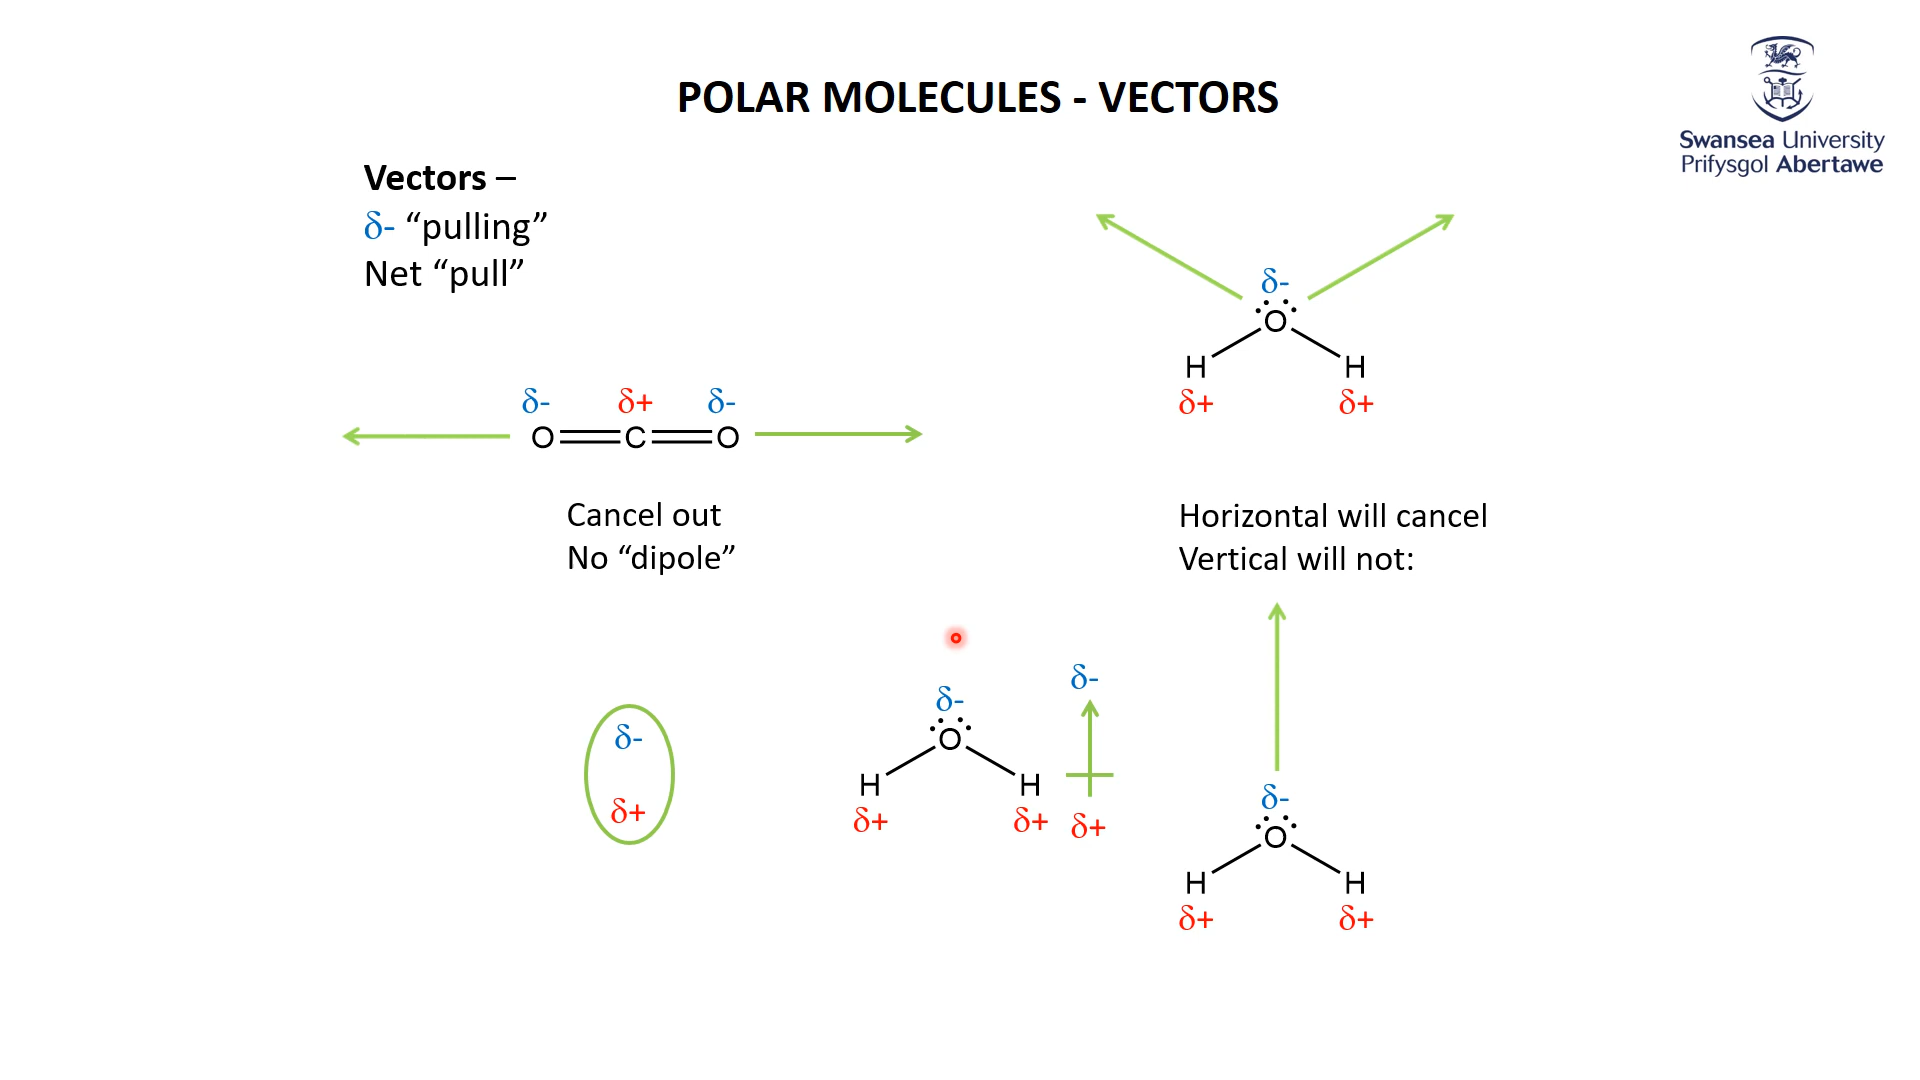 POLAR MOLECULES - VECTORS
Swansea University
Prifysgol Abertawe
Vectors –
δ- “pulling”
Net “pull”
δ- δ+ δ-
O C O
Cancel out
No “dipole”
δ-
O
H H
δ+ δ+
Horizontal will cancel
Vertical will not:
δ-
δ+
δ-
O
H H
δ+ δ+
δ-
δ+
δ-
O
H H
δ+ δ+